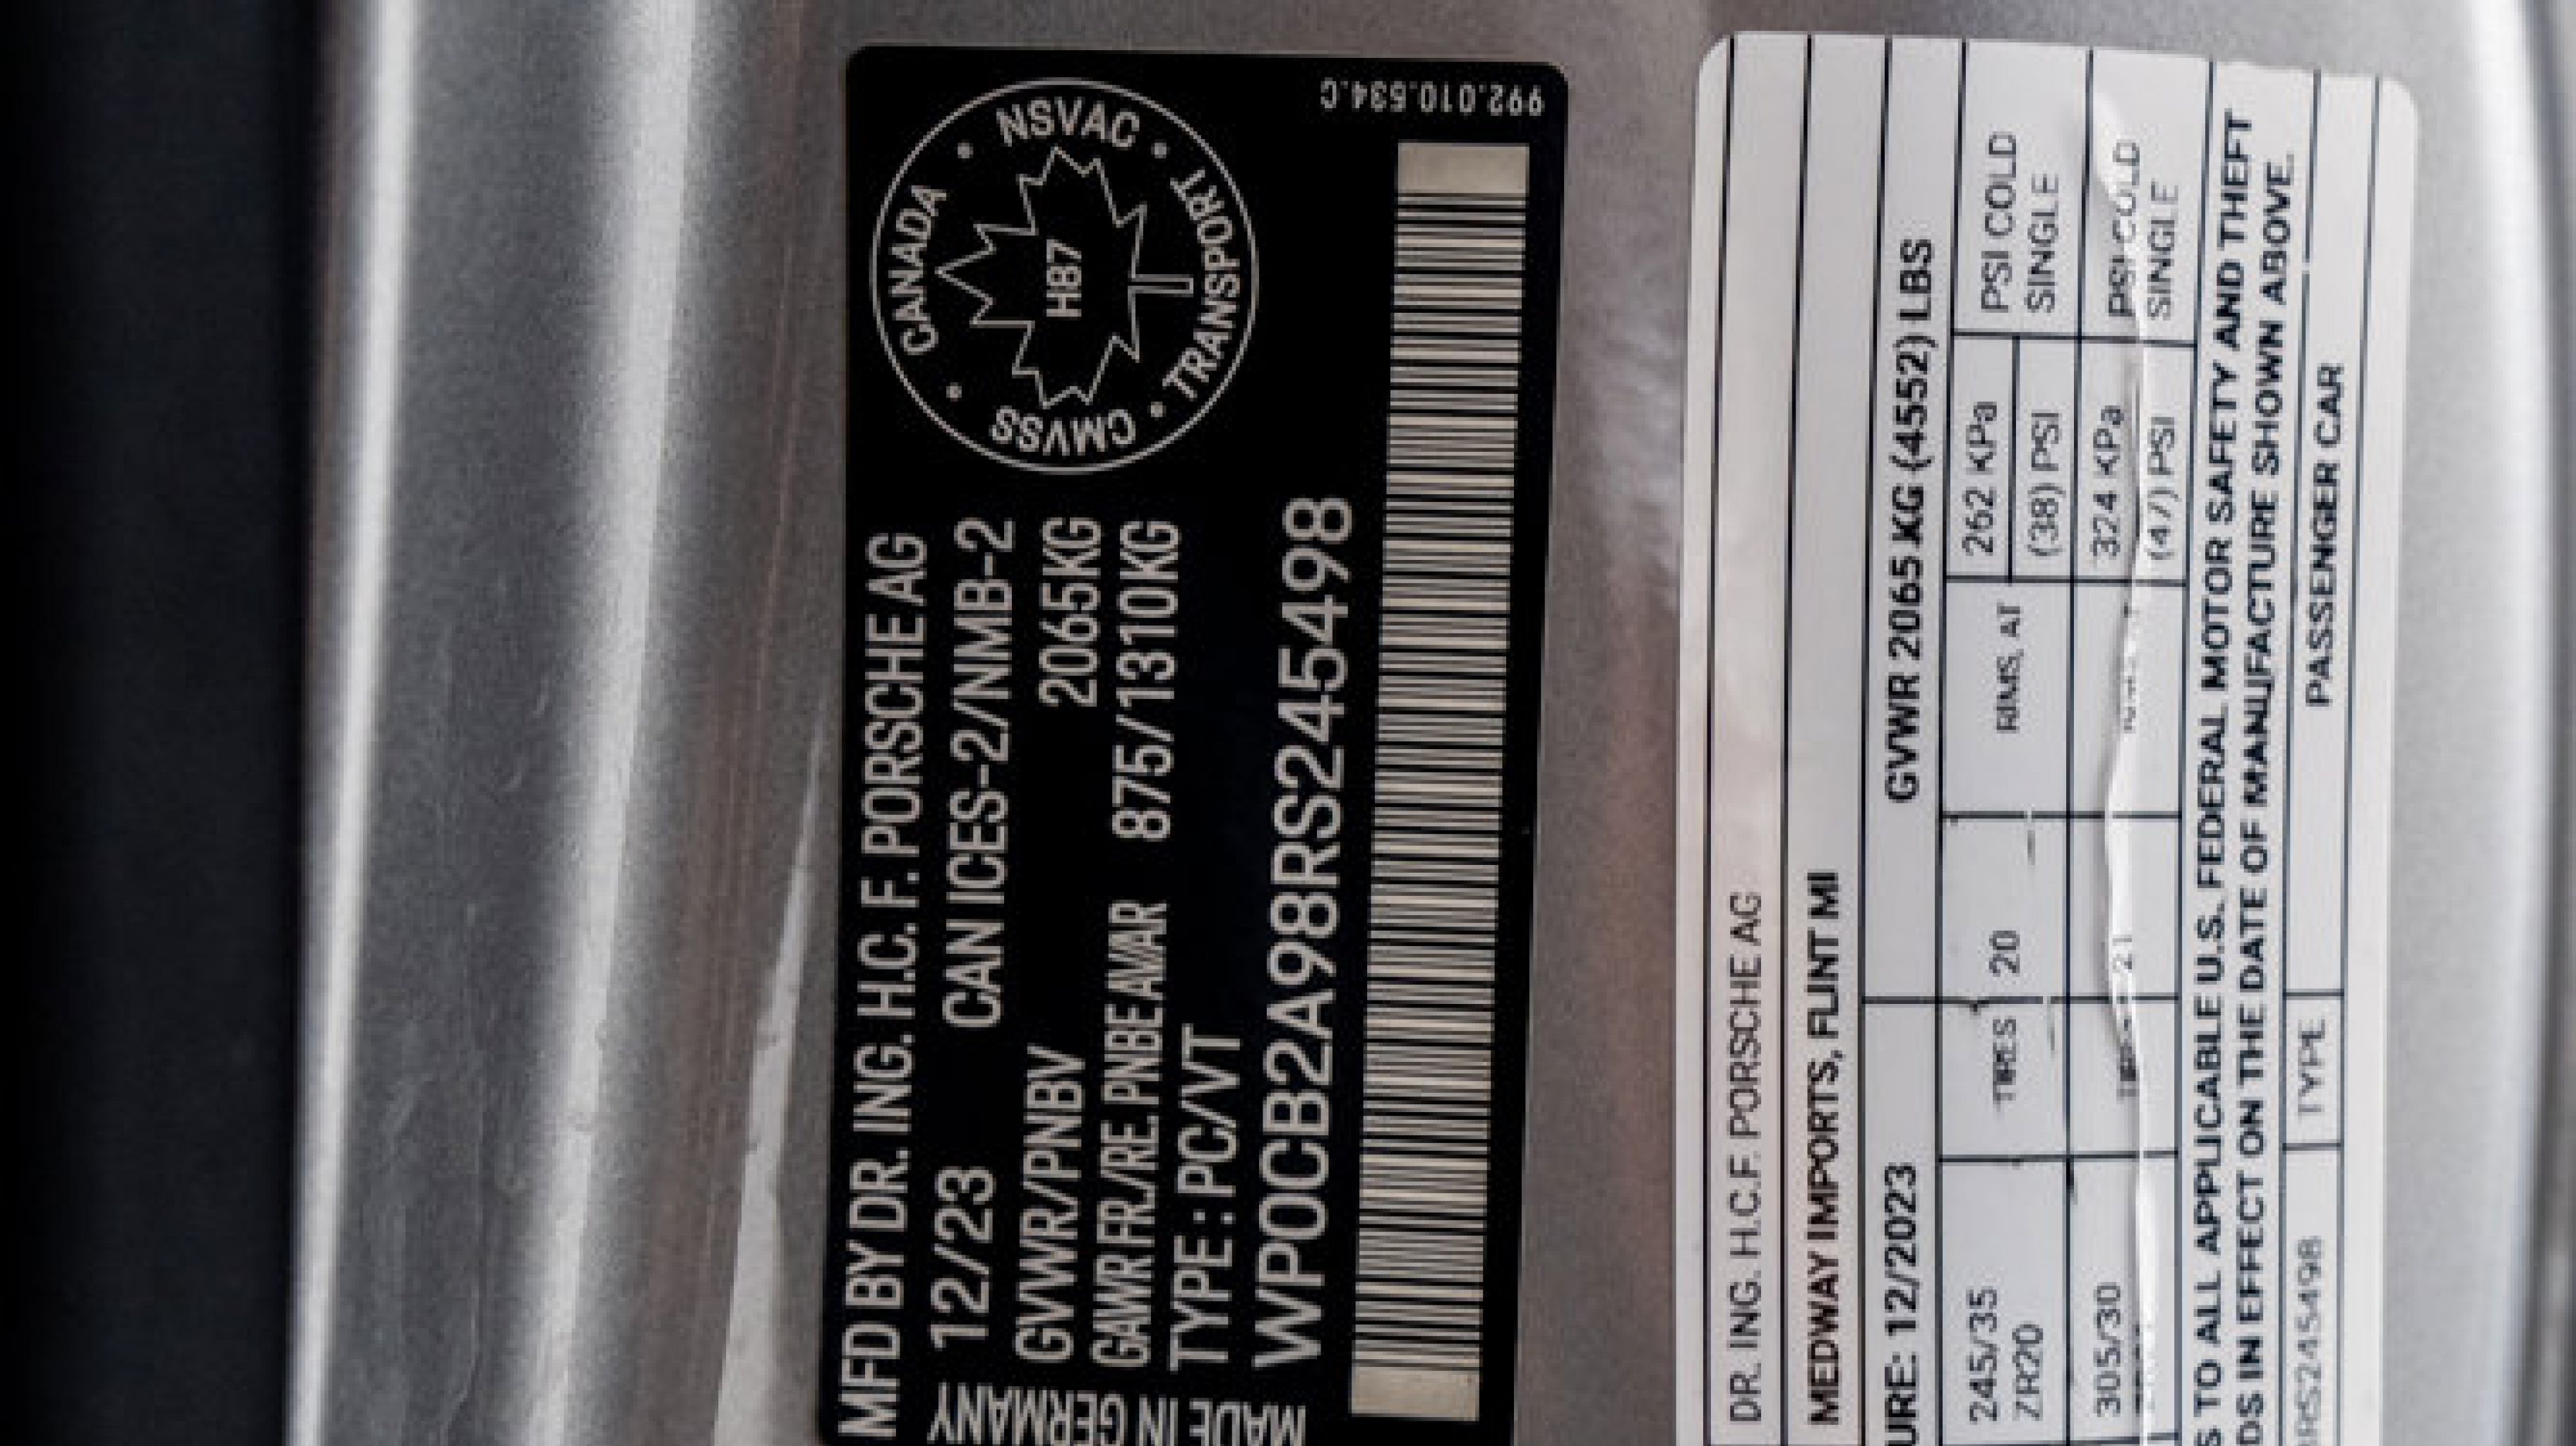 992.010.534.C
CANADA
NSVAC
TRANSPORT
CMVSS
HB7
MFD BY DR. ING. H.C. F. PORSCHE AG
12/23 CAN ICES-2/NMB-2
GVWR/PNBV 2065KG
GAWR FR./RE.PNBE AV/AR 875/1310KG
TYPE: PC/VT
WP0CB2A98RS245498
MADE IN GERMANY
DR. ING. H.C.F. PORSCHE AG
MEDWAY IMPORTS, FLINT MI
URE: 12/2023 GVWR 2065 KG (4552) LBS
245/35 TIRES 20 RIMS, AT 262 KPa PSI COLD
ZR20 (38) PSI SINGLE
305/30 21 324 KPa PSI COLD
(47) PSI SINGLE
S TO ALL APPLICABLE U.S. FEDERAL MOTOR SAFETY AND THEFT
DS IN EFFECT ON THE DATE OF MANUFACTURE SHOWN ABOVE.
RS245498 TYPE PASSENGER CAR